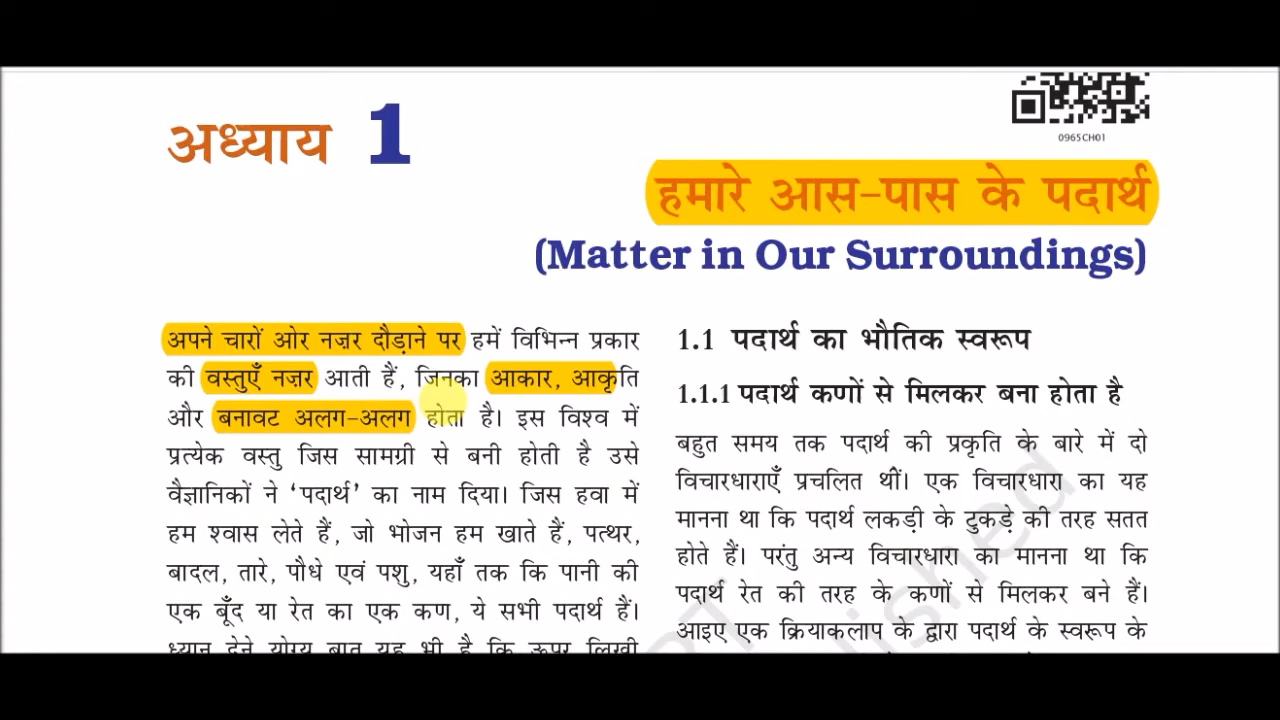 अध्याय 1
0965CH01
हमारे आस-पास के पदार्थ
(Matter in Our Surroundings)
अपने चारों ओर नज़र दौड़ाने पर हमें विभिन्न प्रकार
की वस्तुएँ नज़र आती हैं, जिनका आकार, आकृति
और बनावट अलग-अलग होता है। इस विश्व में
प्रत्येक वस्तु जिस सामग्री से बनी होती है उसे
वैज्ञानिकों ने ‘पदार्थ’ का नाम दिया। जिस हवा में
हम श्वास लेते हैं, जो भोजन हम खाते हैं, पत्थर,
बादल, तारे, पौधे एवं पशु, यहाँ तक कि पानी की
एक बूँद या रेत का एक कण, ये सभी पदार्थ हैं।
ध्यान देने योग्य बात यह भी है कि ऊपर लिखी
1.1 पदार्थ का भौतिक स्वरूप
1.1.1 पदार्थ कणों से मिलकर बना होता है
बहुत समय तक पदार्थ की प्रकृति के बारे में दो
विचारधाराएँ प्रचलित थीं। एक विचारधारा का यह
मानना था कि पदार्थ लकड़ी के टुकड़े की तरह सतत
होते हैं। परंतु अन्य विचारधारा का मानना था कि
पदार्थ रेत की तरह के कणों से मिलकर बने हैं।
आइए एक क्रियाकलाप के द्वारा पदार्थ के स्वरूप के